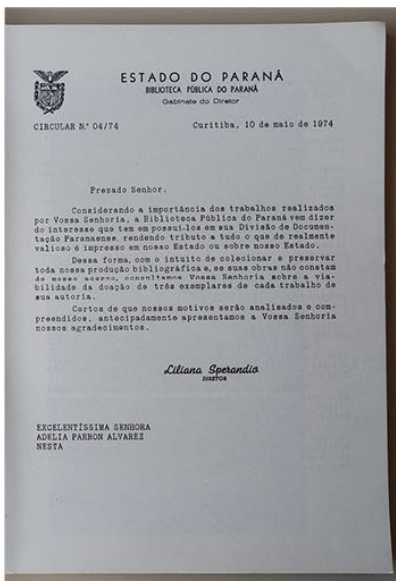 ESTADO DO PARANÁ
BIBLIOTECA PÚBLICA DO PARANÁ
Gabinete do Diretor
CIRCULAR N.º 04/74 Curitiba, 10 de maio de 1974
Prezado Senhor.
Considerando a importância dos trabalhos realizados
por Vossa Senhoria, a Biblioteca Pública do Paraná vem dizer
do interesse que tem em possuí-los em sua Divisão de Documen-
tação Paranaense, rendendo tributo a tudo o que de realmente
valioso é impresso em nosso Estado ou sobre nosso Estado.
Dessa forma, com o intuito de colecionar e preservar
toda nossa produção bibliográfica e, se suas obras não constam
de nosso acervo, consultamos Vossa Senhoria sobre a via-
bilidade da doação de três exemplares de cada trabalho de
sua autoria.
Certos de que nossos motivos serão analisados e com-
preendidos, antecipadamente apresentamos a Vossa Senhoria
nossos agradecimentos.
Liliana Sperandio
DIRETOR
EXCELENTÍSSIMA SENHORA
ADELIA PARRON ALVAREZ
NESTA